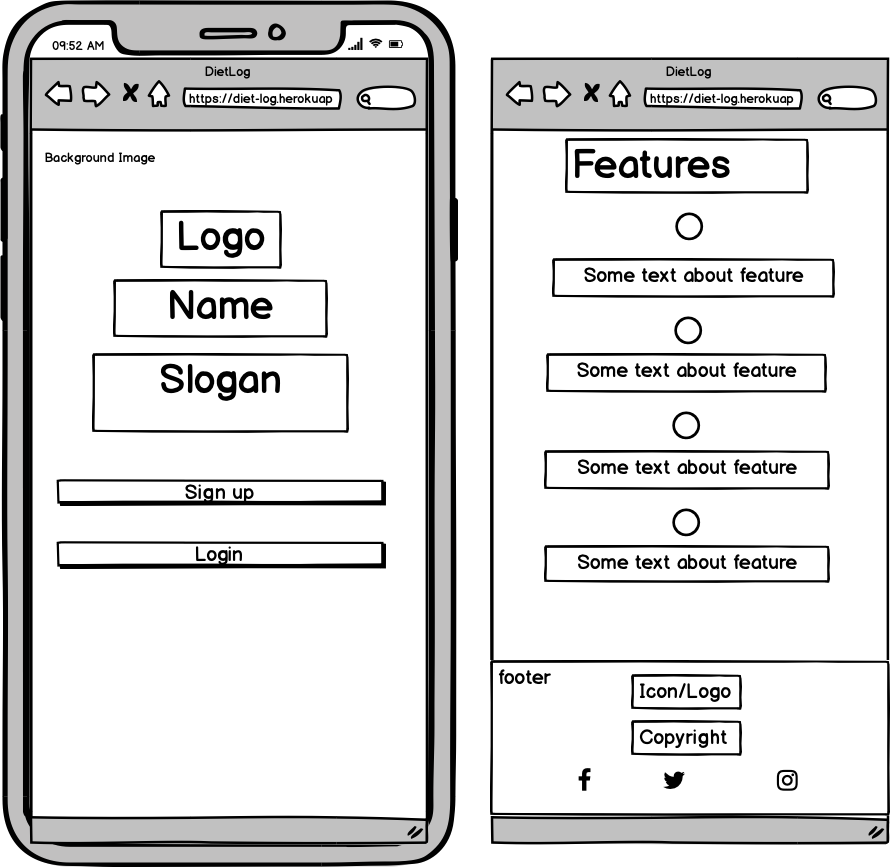 09:52 AM
DietLog
https://diet-log.herokuap
Background Image
Logo
Name
Slogan
Sign up
Login
DietLog
https://diet-log.herokuap
Features
Some text about feature
Some text about feature
Some text about feature
Some text about feature
footer
Icon/Logo
Copyright